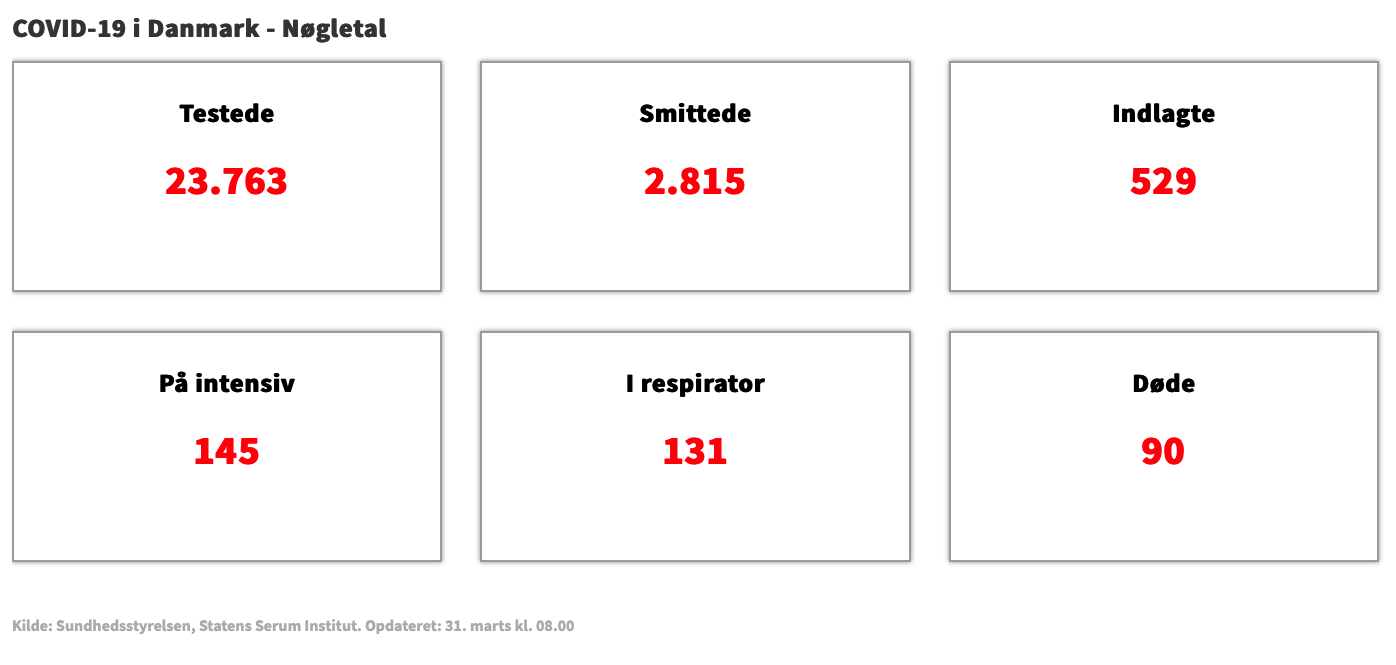 COVID-19 i Danmark - Nøgletal
Testede
23.763
Smittede
2.815
Indlagte
529
På intensiv
145
I respirator
131
Døde
90
Kilde: Sundhedsstyrelsen, Statens Serum Institut. Opdateret: 31. marts kl. 08.00